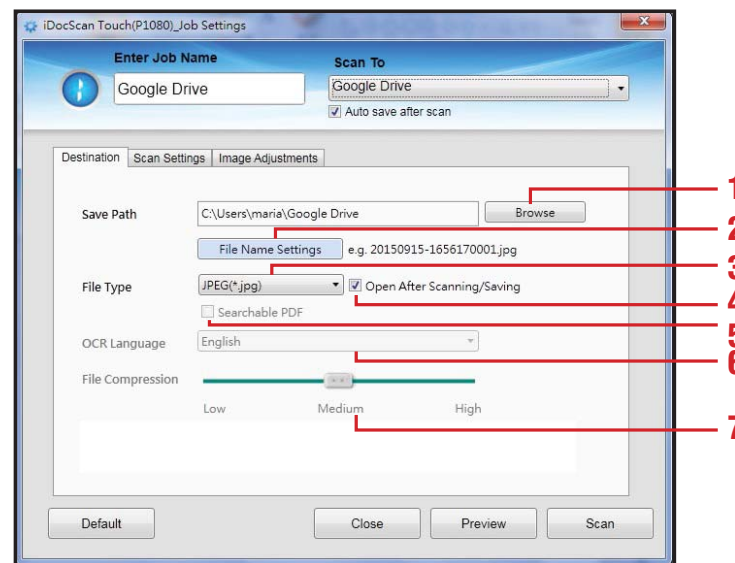 iDocScan Touch(P1080)_Job Settings
x
Enter Job Name
Scan To
Google Drive
Google Drive
Auto save after scan
Destination
Scan Settings
Image Adjustments
Save Path
C:\Users\maria\Google Drive
Browse
1
File Name Settings
e.g. 20150915-1656170001.jpg
2
File Type
JPEG(*.jpg)
Open After Scanning/Saving
3
4
Searchable PDF
5
OCR Language
English
6
File Compression
Low
Medium
High
7
Default
Close
Preview
Scan